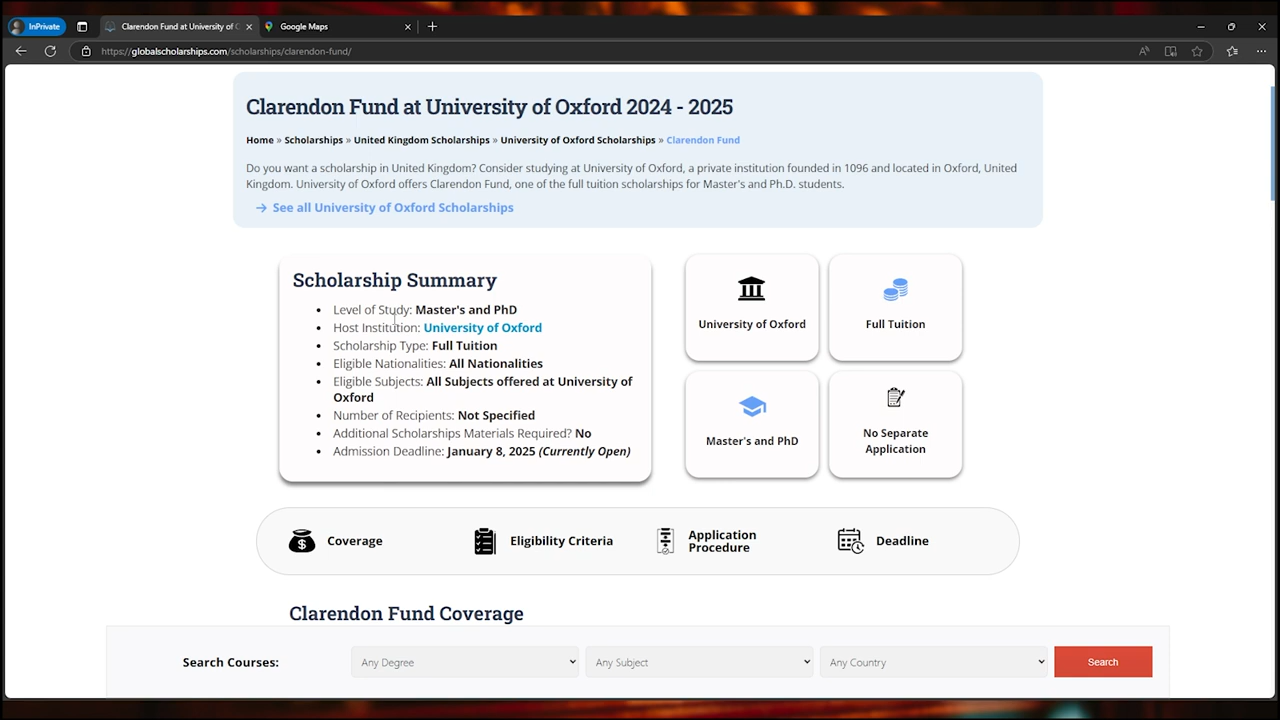 InPrivate
Clarendon Fund at University of O
Google Maps
https://globalscholarships.com/scholarships/clarendon-fund/
Clarendon Fund at University of Oxford 2024 - 2025
Home » Scholarships » United Kingdom Scholarships » University of Oxford Scholarships » Clarendon Fund
Do you want a scholarship in United Kingdom? Consider studying at University of Oxford, a private institution founded in 1096 and located in Oxford, United
Kingdom. University of Oxford offers Clarendon Fund, one of the full tuition scholarships for Master's and Ph.D. students.
→ See all University of Oxford Scholarships
Scholarship Summary
• Level of Study: Master's and PhD
• Host Institution: University of Oxford
• Scholarship Type: Full Tuition
• Eligible Nationalities: All Nationalities
• Eligible Subjects: All Subjects offered at University of
Oxford
• Number of Recipients: Not Specified
• Additional Scholarships Materials Required? No
• Admission Deadline: January 8, 2025 (Currently Open)
University of Oxford
Full Tuition
Master's and PhD
No Separate
Application
Coverage
Eligibility Criteria
Application
Procedure
Deadline
Clarendon Fund Coverage
Search Courses:
Any Degree
Any Subject
Any Country
Search